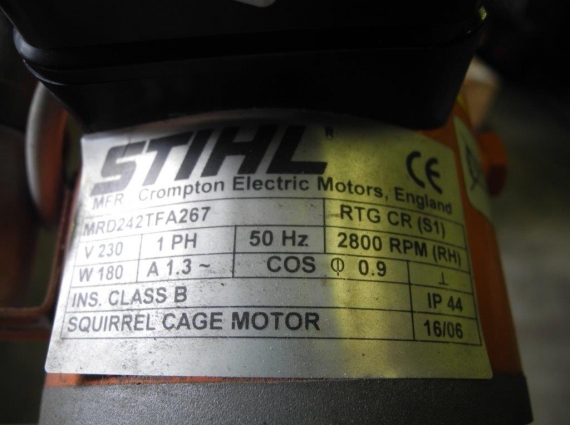 STIHL R
MFR Crompton Electric Motors, England
MRD242TFA267 RTG CR (S1)
V 230 1 PH 50 Hz 2800 RPM (RH)
W 180 A 1.3 ~ COS Φ 0.9 ⊥
INS. CLASS B IP 44
SQUIRREL CAGE MOTOR 16/06
CE